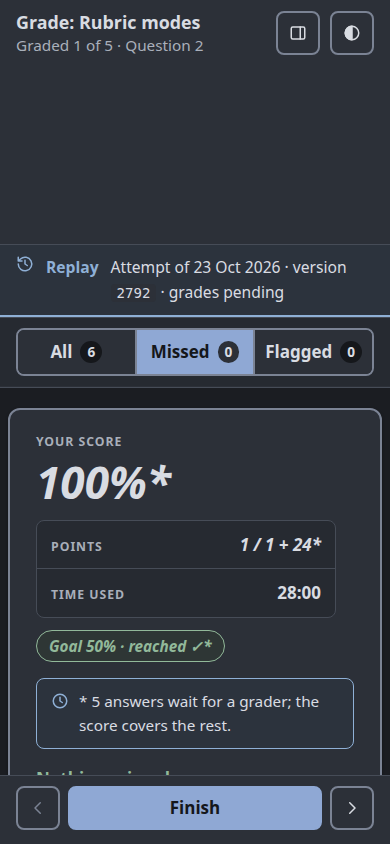 Grade: Rubric modes
Graded 1 of 5 · Question 2
Replay Attempt of 23 Oct 2026 · version
2792 · grades pending
All 6 Missed 0 Flagged 0
YOUR SCORE
100%*
POINTS 1 / 1 + 24*
TIME USED 28:00
Goal 50% · reached ✓*
* 5 answers wait for a grader; the
score covers the rest.
Finish